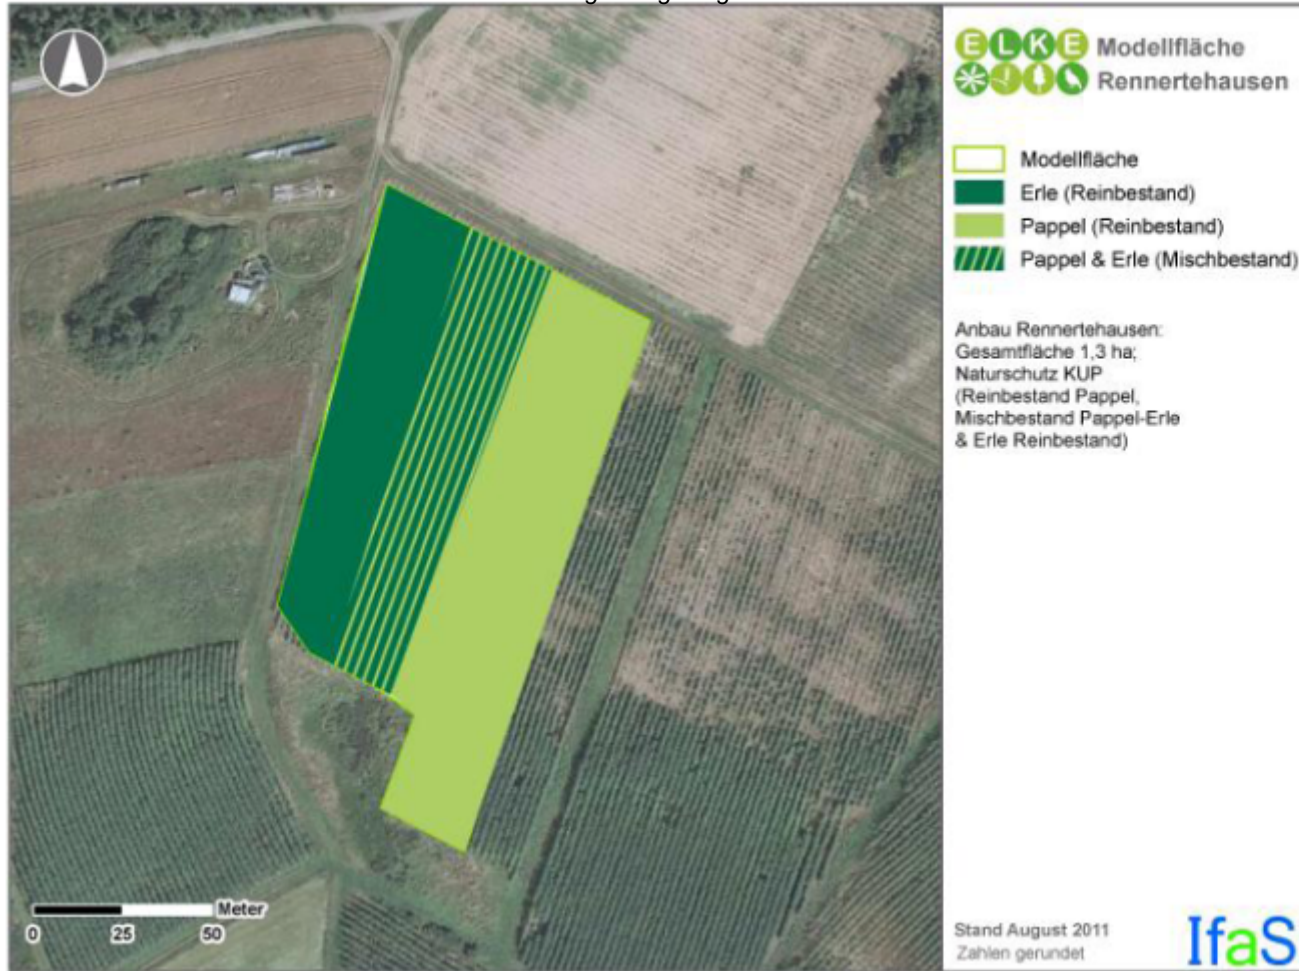 ELKE Modellfläche
Rennertehausen
Modellfläche
Erle (Reinbestand)
Pappel (Reinbestand)
Pappel & Erle (Mischbestand)
Anbau Rennertehausen:
Gesamtfläche 1,3 ha;
Naturschutz KUP
(Reinbestand Pappel,
Mischbestand Pappel-Erle
& Erle Reinbestand)
Meter
0 25 50
Stand August 2011
Zahlen gerundet
IfaS